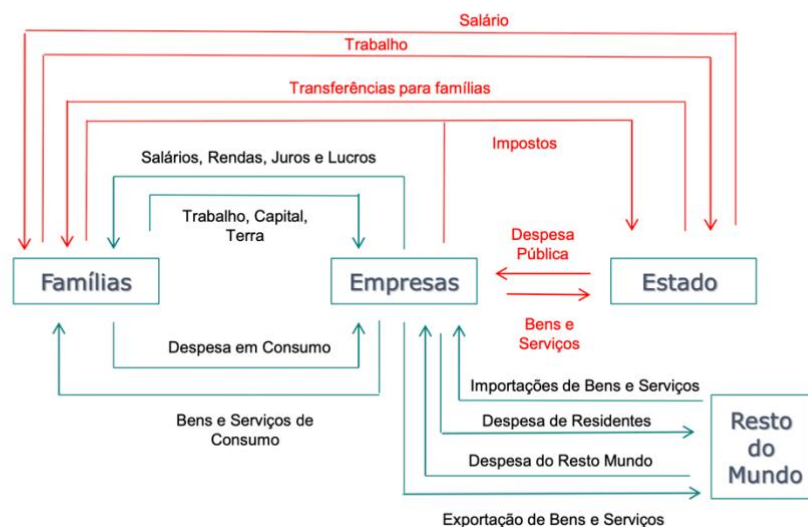 Salário
Trabalho
Transferências para famílias
Impostos
Salários, Rendas, Juros e Lucros
Trabalho, Capital,
Terra
Despesa
Pública
Famílias
Empresas
Estado
Bens e
Serviços
Despesa em Consumo
Bens e Serviços de
Consumo
Importações de Bens e Serviços
Despesa de Residentes
Despesa do Resto Mundo
Exportação de Bens e Serviços
Resto
do
Mundo